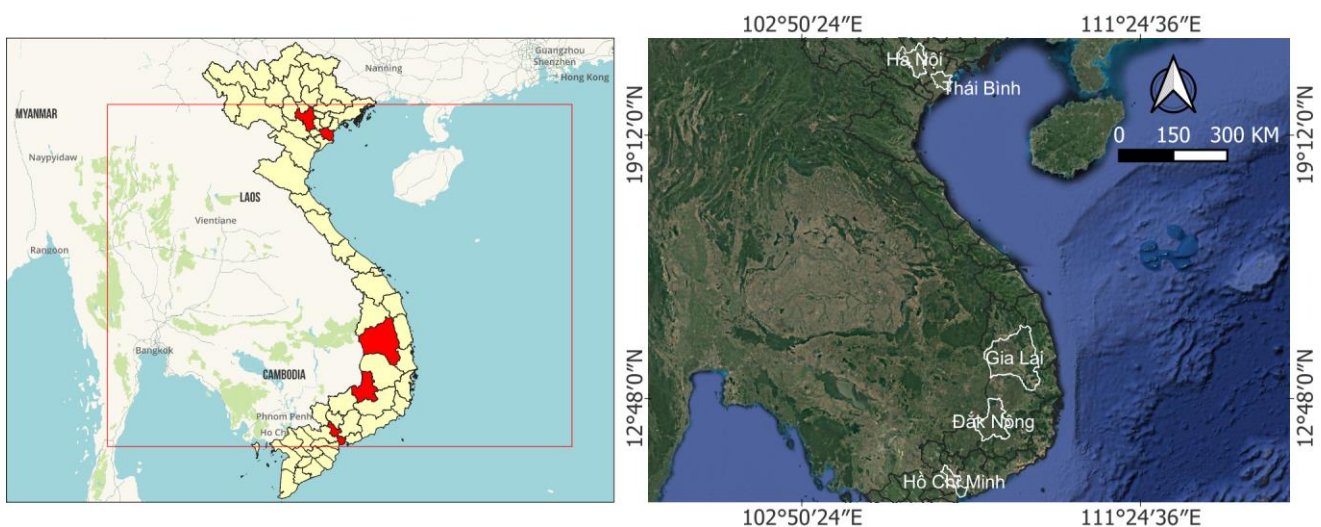 102°50′24″E 111°24′36″E
Guangzhou
Shenzhen
Nanning
Hong Kong
MYANMAR
Naypyidaw
LAOS
Vientiane
Rangoon
Bangkok
CAMBODIA
Phnom Penh
Ho Ch
Hà Nội
Thái Bình
0 150 300 KM
19°12′0″N
19°12′0″N
Gia Lai
12°48′0″N
12°48′0″N
Đắk Nông
Hồ Chí Minh
102°50′24″E 111°24′36″E